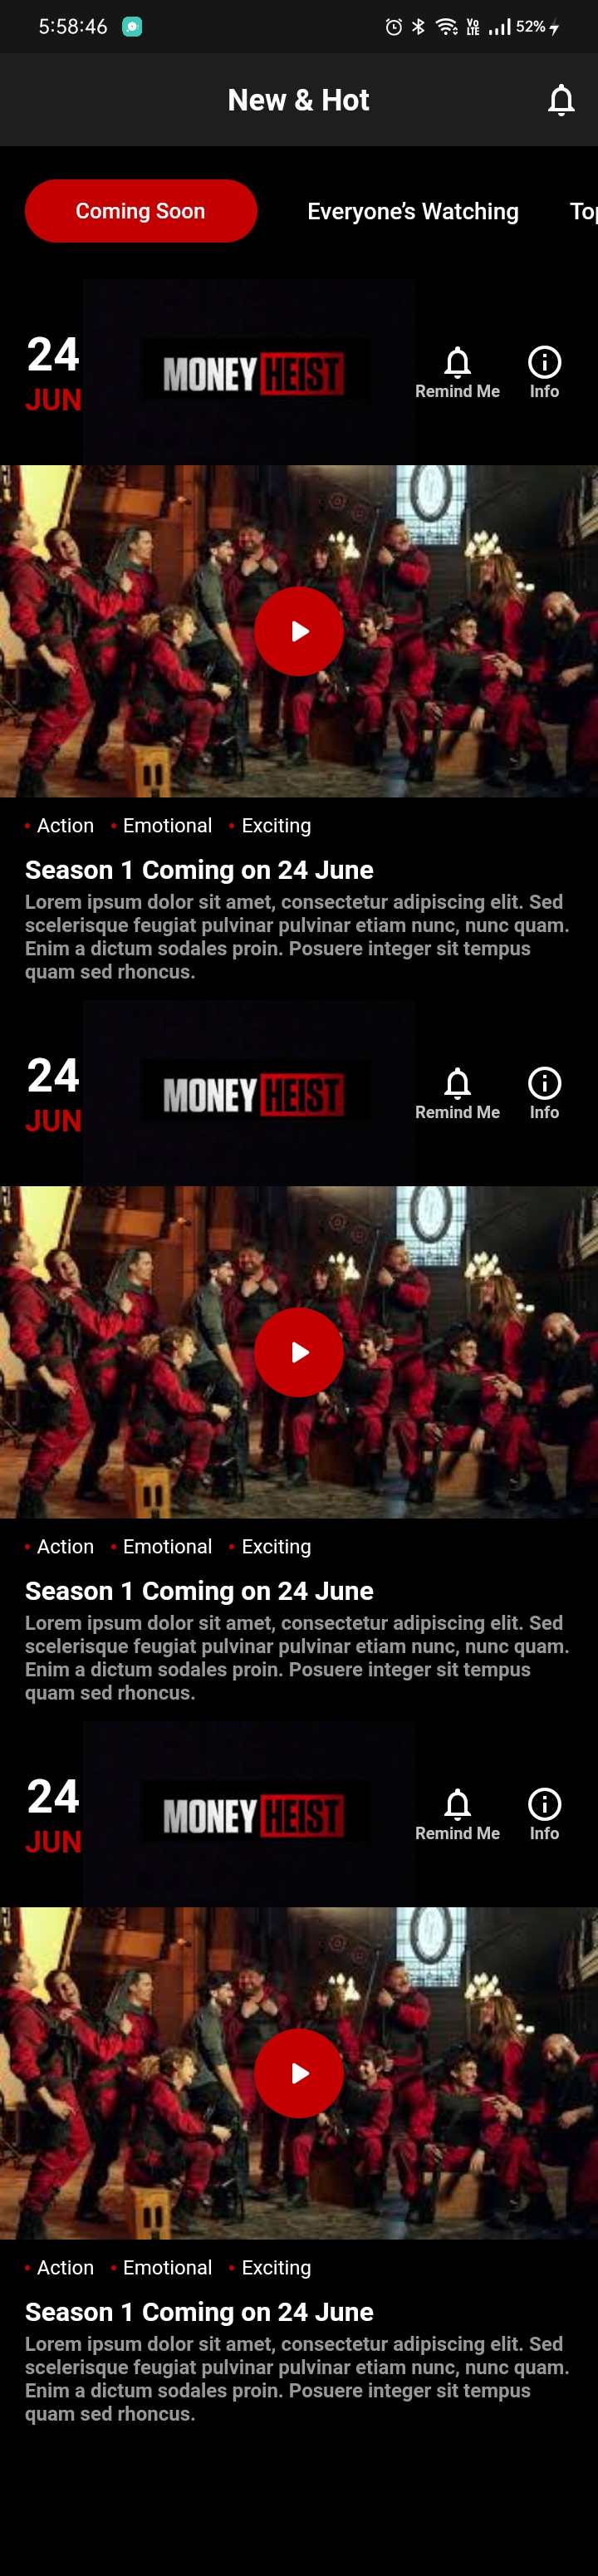 5:58:46 Vo LTE 52%
New & Hot
Coming Soon Everyone’s Watching Top
24 MONEY HEIST
JUN Remind Me Info
• Action • Emotional • Exciting
Season 1 Coming on 24 June
Lorem ipsum dolor sit amet, consectetur adipiscing elit. Sed
scelerisque feugiat pulvinar pulvinar etiam nunc, nunc quam.
Enim a dictum sodales proin. Posuere integer sit tempus
quam sed rhoncus.
24 MONEY HEIST
JUN Remind Me Info
• Action • Emotional • Exciting
Season 1 Coming on 24 June
Lorem ipsum dolor sit amet, consectetur adipiscing elit. Sed
scelerisque feugiat pulvinar pulvinar etiam nunc, nunc quam.
Enim a dictum sodales proin. Posuere integer sit tempus
quam sed rhoncus.
24 MONEY HEIST
JUN Remind Me Info
• Action • Emotional • Exciting
Season 1 Coming on 24 June
Lorem ipsum dolor sit amet, consectetur adipiscing elit. Sed
scelerisque feugiat pulvinar pulvinar etiam nunc, nunc quam.
Enim a dictum sodales proin. Posuere integer sit tempus
quam sed rhoncus.